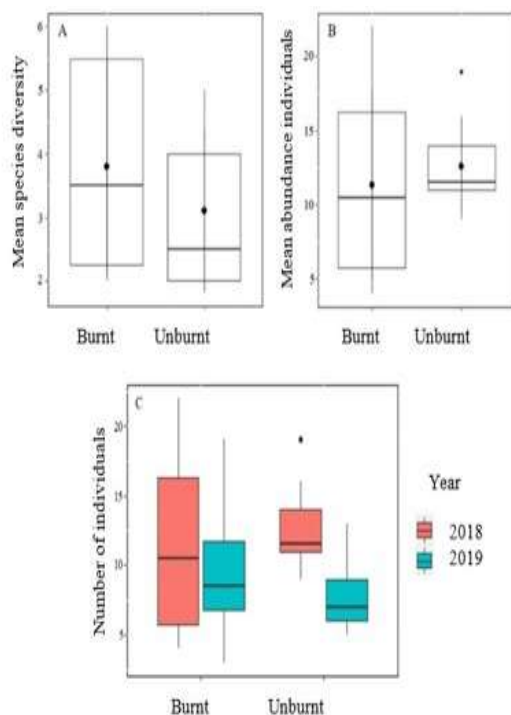 A
Mean species diversity
6
5
4
3
2
Burnt Unburnt
B
Mean abundance individuals
20
15
10
5
Burnt Unburnt
C
Number of individuals
20
15
10
5
Burnt Unburnt
Year
2018
2019